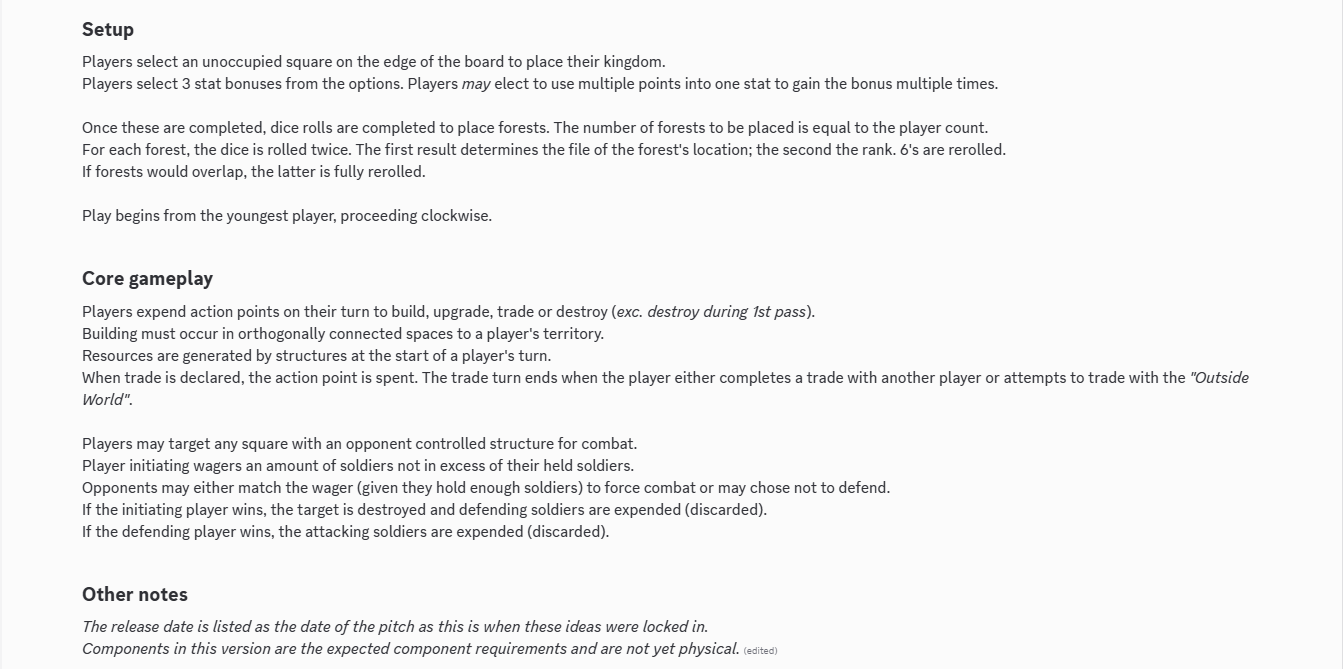 Setup
Players select an unoccupied square on the edge of the board to place their kingdom.
Players select 3 stat bonuses from the options. Players may elect to use multiple points into one stat to gain the bonus multiple times.
Once these are completed, dice rolls are completed to place forests. The number of forests to be placed is equal to the player count.
For each forest, the dice is rolled twice. The first result determines the file of the forest's location; the second the rank. 6's are rerolled.
If forests would overlap, the latter is fully rerolled.
Play begins from the youngest player, proceeding clockwise.
Core gameplay
Players expend action points on their turn to build, upgrade, trade or destroy (exc. destroy during 1st pass).
Building must occur in orthogonally connected spaces to a player's territory.
Resources are generated by structures at the start of a player's turn.
When trade is declared, the action point is spent. The trade turn ends when the player either completes a trade with another player or attempts to trade with the "Outside
World".
Players may target any square with an opponent controlled structure for combat.
Player initiating wagers an amount of soldiers not in excess of their held soldiers.
Opponents may either match the wager (given they hold enough soldiers) to force combat or may chose not to defend.
If the initiating player wins, the target is destroyed and defending soldiers are expended (discarded).
If the defending player wins, the attacking soldiers are expended (discarded).
Other notes
The release date is listed as the date of the pitch as this is when these ideas were locked in.
Components in this version are the expected component requirements and are not yet physical. (edited)